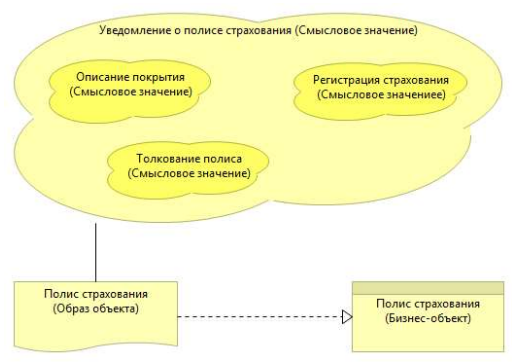 Уведомление о полисе страхования (Смысловое значение)
Описание покрытия
(Смысловое значение)
Регистрация страхования
(Смысловое значениеее)
Толкование полиса
(Смысловое значение)
Полис страхования
(Образ объекта)
Полис страхования
(Бизнес-объект)